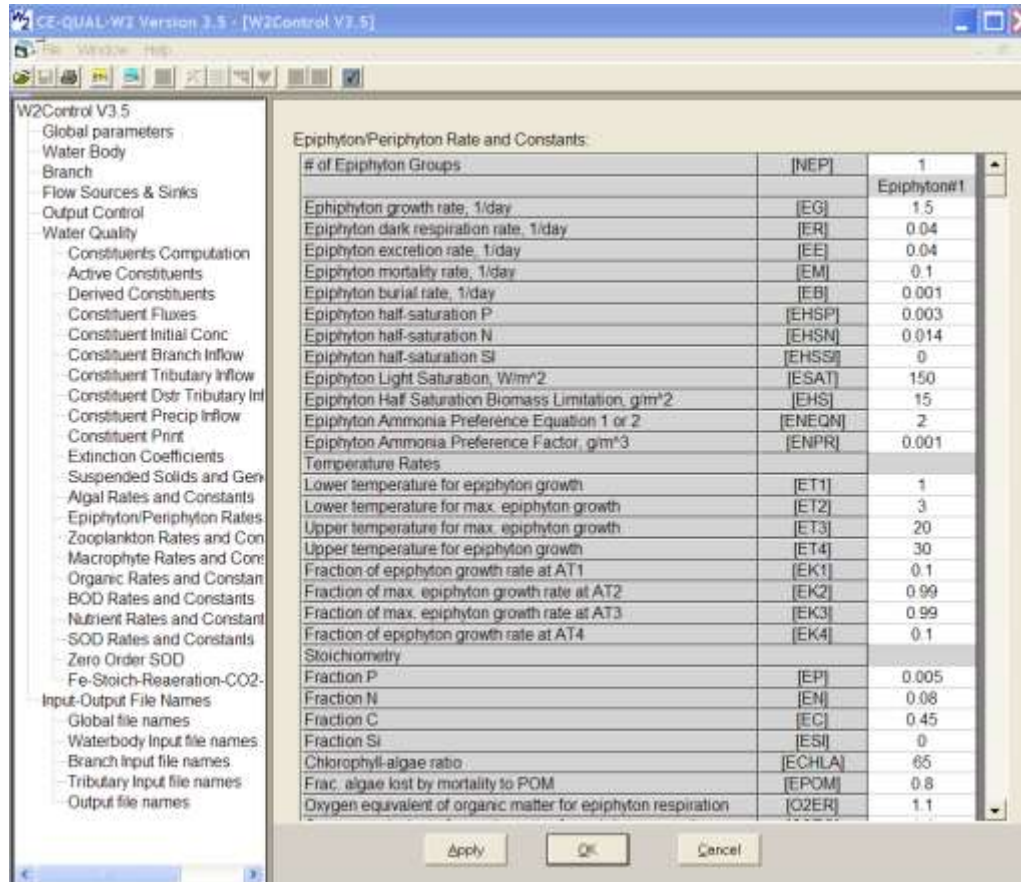 CE-QUAL-W2 Version 3.5 - [W2Control V3.5]
File Window Help
W2Control V3.5
Global parameters
Water Body
Branch
Flow Sources & Sinks
Output Control
Water Quality
Constituents Computation
Active Constituents
Derived Constituents
Constituent Fluxes
Constituent Initial Conc
Constituent Branch Inflow
Constituent Tributary Inflow
Constituent Dstr Tributary Inf
Constituent Precip Inflow
Constituent Print
Extinction Coefficients
Suspended Solids and Gen
Algal Rates and Constants
Epiphyton/Periphyton Rates
Zooplankton Rates and Con
Macrophyte Rates and Con
Organic Rates and Constan
BOD Rates and Constants
Nutrient Rates and Constant
SOD Rates and Constants
Zero Order SOD
Fe-Stoich-Reaeration-CO2-
Input-Output File Names
Global file names
Waterbody Input file names
Branch Input file names
Tributary Input file names
Output file names
Epiphyton/Periphyton Rate and Constants:
# of Epiphyton Groups [NEP] 1
Epiphyton#1
Ephiphyton growth rate, 1/day [EG] 1.5
Epiphyton dark respiration rate, 1/day [ER] 0.04
Epiphyton excretion rate, 1/day [EE] 0.04
Epiphyton mortality rate, 1/day [EM] 0.1
Epiphyton burial rate, 1/day [EB] 0.001
Epiphyton half-saturation P [EHSP] 0.003
Epiphyton half-saturation N [EHSN] 0.014
Epiphyton half-saturation SI [EHSSI] 0
Epiphyton Light Saturation, W/m^2 [ESAT] 150
Epiphyton Half Saturation Biomass Limitation, g/m^2 [EHS] 15
Epiphyton Ammonia Preference Equation 1 or 2 [ENEQN] 2
Epiphyton Ammonia Preference Factor, g/m^3 [ENPR] 0.001
Temperature Rates
Lower temperature for epiphyton growth [ET1] 1
Lower temperature for max. epiphyton growth [ET2] 3
Upper temperature for max. epiphyton growth [ET3] 20
Upper temperature for epiphyton growth [ET4] 30
Fraction of epiphyton growth rate at AT1 [EK1] 0.1
Fraction of max. epiphyton growth rate at AT2 [EK2] 0.99
Fraction of max. epiphyton growth rate at AT3 [EK3] 0.99
Fraction of epiphyton growth rate at AT4 [EK4] 0.1
Stoichiometry
Fraction P [EP] 0.005
Fraction N [EN] 0.08
Fraction C [EC] 0.45
Fraction Si [ESI] 0
Chlorophyll-algae ratio [ECHLA] 65
Frac. algae lost by mortality to POM [EPOM] 0.8
Oxygen equivalent of organic matter for epiphyton respiration [O2ER] 1.1
Apply OK Cancel